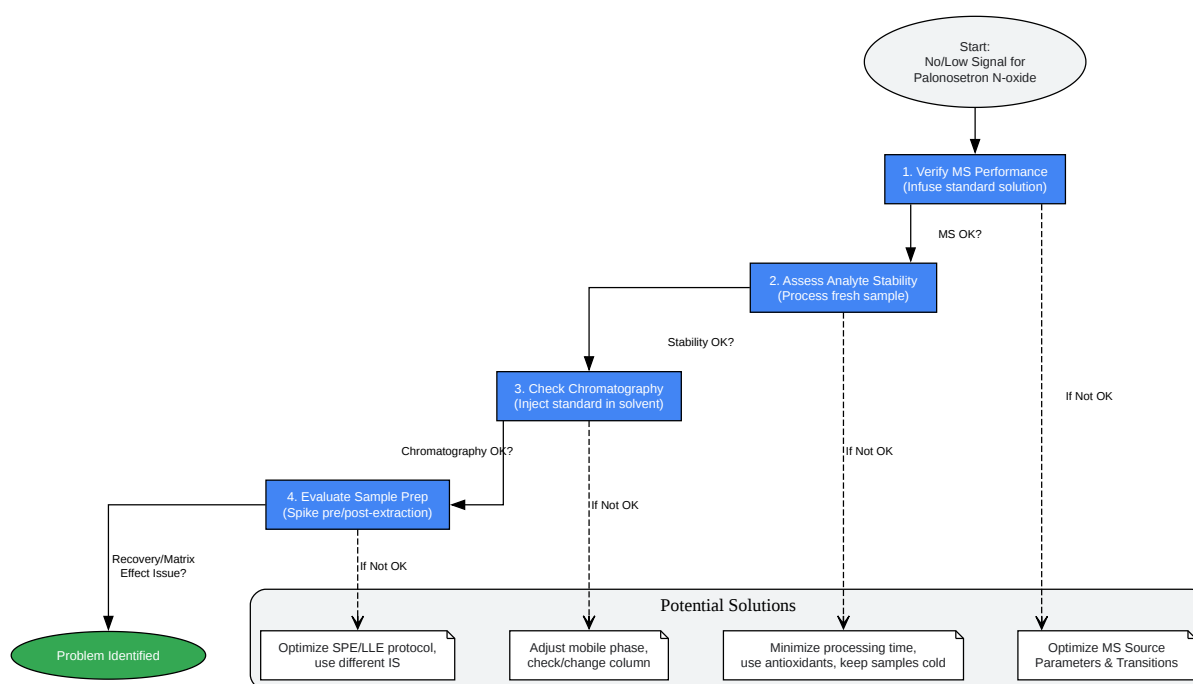 Start:
No/Low Signal for
Palonosetron N-oxide
1. Verify MS Performance
(Infuse standard solution)
MS OK?
2. Assess Analyte Stability
(Process fresh sample)
Stability OK?
3. Check Chromatography
(Inject standard in solvent)
If Not OK
Chromatography OK?
If Not OK
4. Evaluate Sample Prep
(Spike pre/post-extraction)
If Not OK
Recovery/Matrix
Effect Issue?
If Not OK
Potential Solutions
Problem Identified
Optimize SPE/LLE protocol,
use different IS
Adjust mobile phase,
check/change column
Minimize processing time,
use antioxidants, keep samples cold
Optimize MS Source
Parameters & Transitions